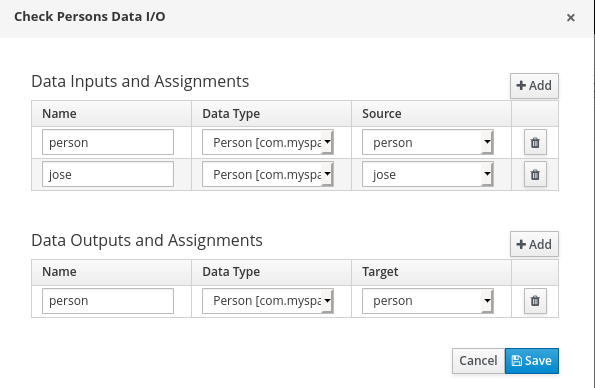 Check Persons Data I/O ×
Data Inputs and Assignments
+ Add
Name Data Type Source
person Person [com.myspa person
jose Person [com.myspa jose
Data Outputs and Assignments
+ Add
Name Data Type Target
person Person [com.myspa person
Cancel Save